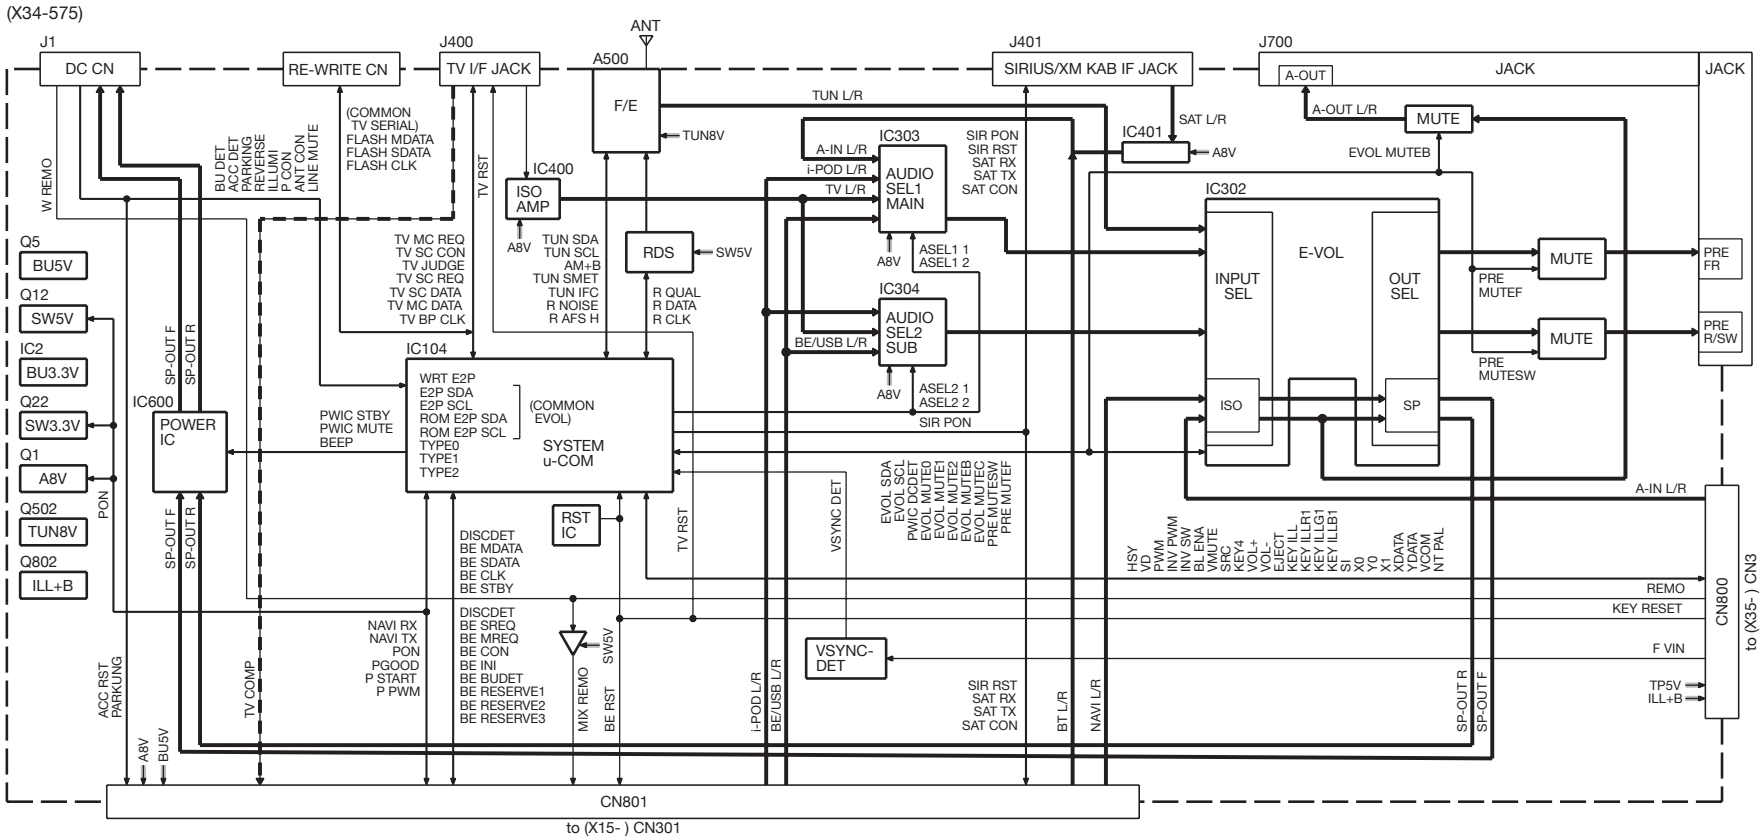 (X34-575)
J1
DC CN
RE-WRITE CN
J400
TV I/F JACK
ANT
A500
F/E
J401
SIRIUS/XM KAB IF JACK
J700
A-OUT
JACK
JACK
W REMO
BU DET
ACC DET
PARKING
REVERSE
ILLUMI
P CON
ANT CON
LINE MUTE
(COMMON
TV SERIAL)
FLASH MDATA
FLASH SDATA
FLASH CLK
TV RST
IC400
ISO
AMP
A8V
TUN8V
TUN L/R
A-IN L/R
i-POD L/R
TV L/R
IC303
AUDIO
SEL1
MAIN
A8V
ASEL1 1
ASEL1 2
SIR PON
SIR RST
SAT RX
SAT TX
SAT CON
SAT L/R
IC401
A8V
A-OUT L/R
MUTE
EVOL MUTEB
IC302
E-VOL
INPUT
SEL
OUT
SEL
ISO
SP
MUTE
PRE
MUTEF
PRE
FR
MUTE
PRE
MUTESW
PRE
R/SW
Q5
BU5V
Q12
SW5V
IC2
BU3.3V
Q22
SW3.3V
Q1
A8V
Q502
TUN8V
Q802
ILL+B
PON
SP-OUT F
SP-OUT R
IC600
POWER
IC
SP-OUT F
SP-OUT R
TV MC REQ
TV SC CON
TV JUDGE
TV SC REQ
TV SC DATA
TV MC DATA
TV BP CLK
TUN SDA
TUN SCL
AM+B
TUN SMET
TUN IFC
R NOISE
R AFS H
RDS
SW5V
R QUAL
R DATA
R CLK
IC304
AUDIO
SEL2
SUB
BE/USB L/R
A8V
ASEL2 1
ASEL2 2
SIR PON
IC104
WRT E2P
E2P SDA
E2P SCL
ROM E2P SDA
ROM E2P SCL
TYPE0
TYPE1
TYPE2
(COMMON
EVOL)
SYSTEM
u-COM
PWIC STBY
PWIC MUTE
BEEP
RST
IC
TV RST
VSYNC DET
EVOL SDA
EVOL SCL
PWIC DCDET
EVOL MUTE0
EVOL MUTE1
EVOL MUTE2
EVOL MUTEB
EVOL MUTEC
PRE MUTESW
PRE MUTEF
A-IN L/R
HSY
VD
PWM
INV PWM
INV SW
BL ENA
VMUTE
SRC
KEY4
VOL+
VOL-
EJECT
KEY ILL
KEY ILLR1
KEY ILLG1
KEY ILLB1
SI
X0
Y0
X1
XDATA
YDATA
VCOM
NT PAL
DISCDET
BE MDATA
BE SDATA
BE CLK
BE STBY
DISCDET
BE SREQ
BE MREQ
BE CON
BE INI
BE BUDET
BE RESERVE1
BE RESERVE2
BE RESERVE3
NAVI RX
NAVI TX
PON
PGOOD
P START
P PWM
ACC RST
PARKUNG
TV COMP
A8V
BU5V
SW5V
MIX REMO
BE RST
i-POD L/R
BE/USB L/R
VSYNC-
DET
SIR RST
SAT RX
SAT TX
SAT CON
BT L/R
NAVI L/R
SP-OUT R
SP-OUT F
REMO
KEY RESET
F VIN
TP5V
ILL+B
CN800
to (X35- ) CN3
CN801
to (X15- ) CN301